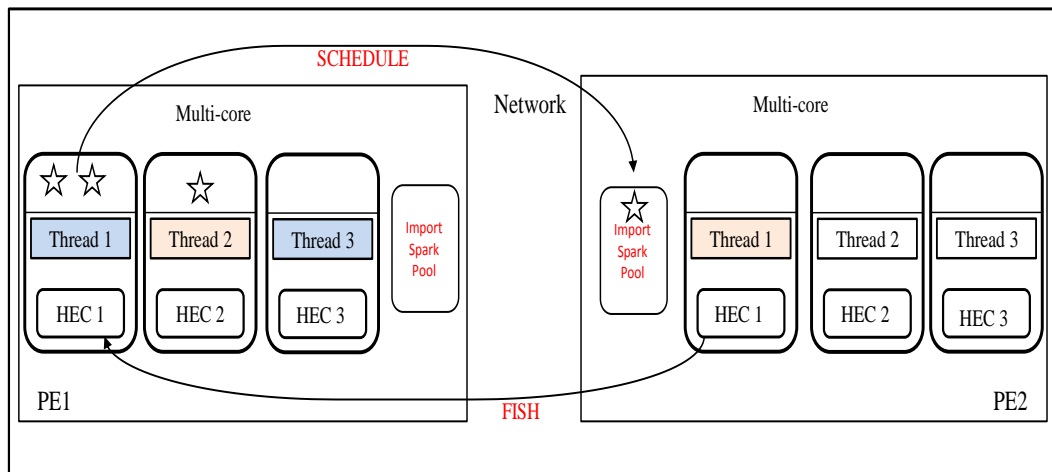 SCHEDULE
Multi-core
Network
Multi-core
Thread 1
Thread 2
Thread 3
Import
Spark
Pool
Import
Spark
Pool
Thread 1
Thread 2
Thread 3
HEC 1
HEC 2
HEC 3
HEC 1
HEC 2
HEC 3
PE1
FISH
PE2